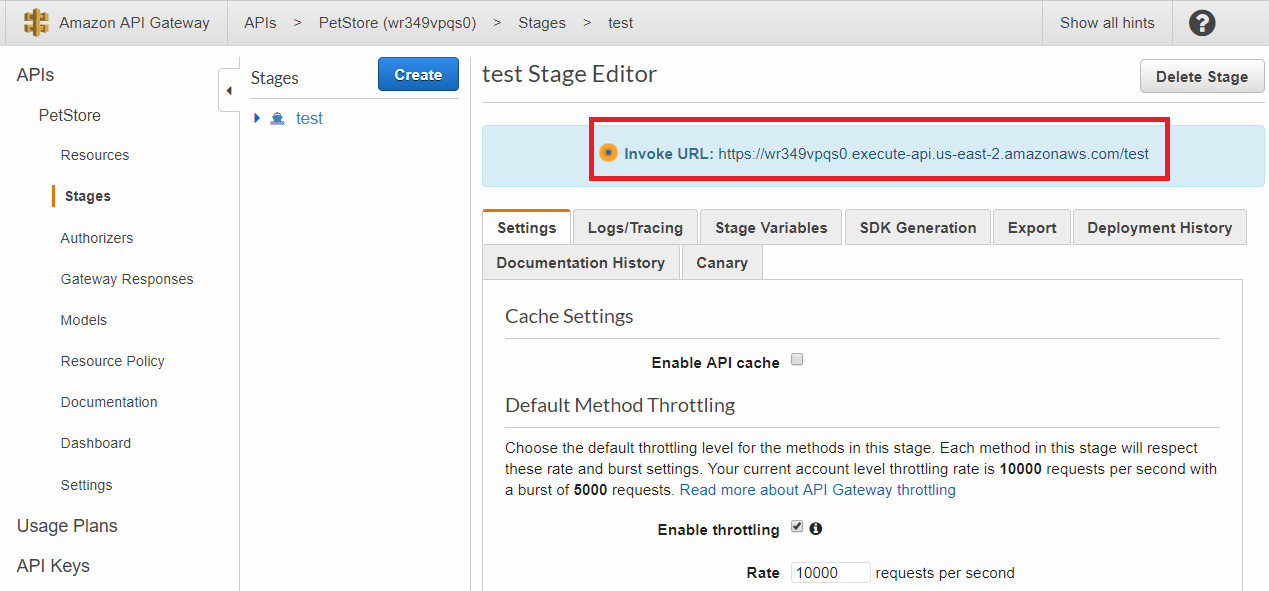 Amazon API Gateway
APIs > PetStore (wr349vpqs0) > Stages > test
Show all hints
?
APIs
PetStore
Resources
Stages
Authorizers
Gateway Responses
Models
Resource Policy
Documentation
Dashboard
Settings
Usage Plans
API Keys
Stages
Create
test
test Stage Editor
Delete Stage
Invoke URL: https://wr349vpqs0.execute-api.us-east-2.amazonaws.com/test
Settings Logs/Tracing Stage Variables SDK Generation Export Deployment History
Documentation History Canary
Cache Settings
Enable API cache
Default Method Throttling
Choose the default throttling level for the methods in this stage. Each method in this stage will respect
these rate and burst settings. Your current account level throttling rate is 10000 requests per second with
a burst of 5000 requests. Read more about API Gateway throttling
Enable throttling
Rate 10000 requests per second